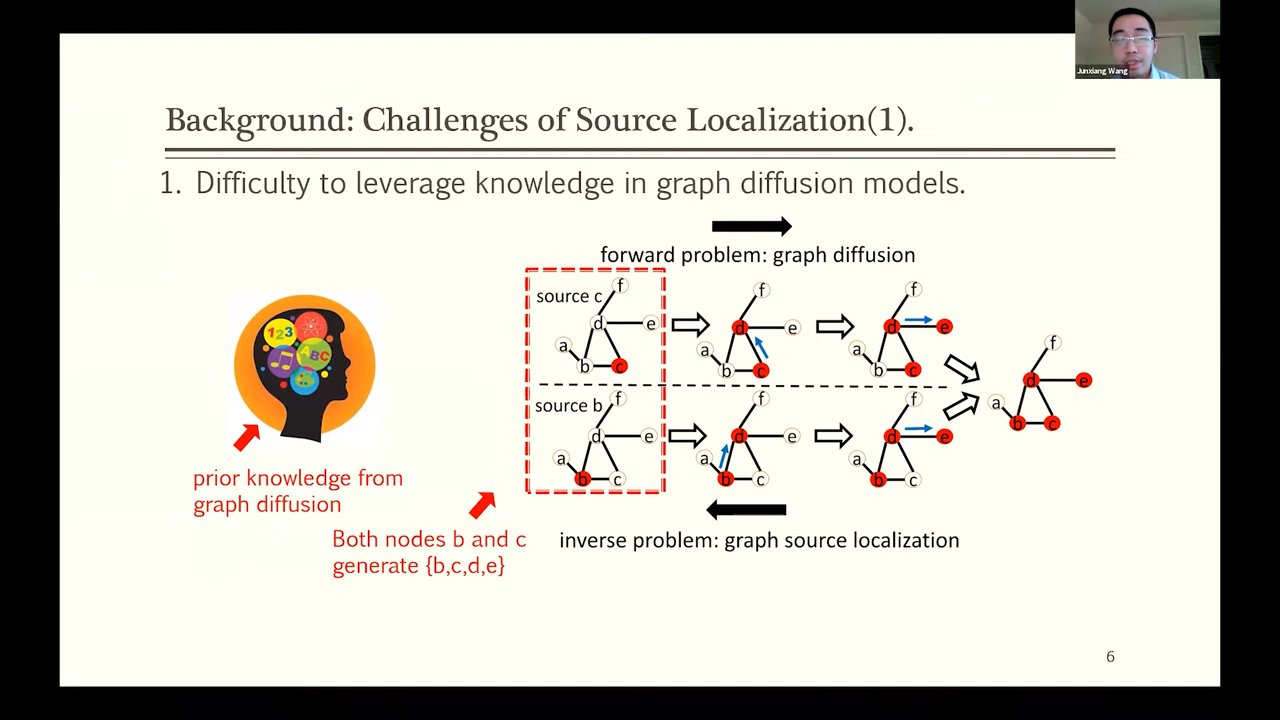 Junxiang Wang
Background: Challenges of Source Localization(1).
1. Difficulty to leverage knowledge in graph diffusion models.
forward problem: graph diffusion
source c
f
d
e
a
b
c
f
d
e
a
b
c
f
d
e
a
b
c
source b
f
d
e
a
b
c
f
d
e
a
b
c
f
d
e
a
b
c
f
d
e
a
b
c
123
ABC
prior knowledge from
graph diffusion
Both nodes b and c
generate {b,c,d,e}
inverse problem: graph source localization
6